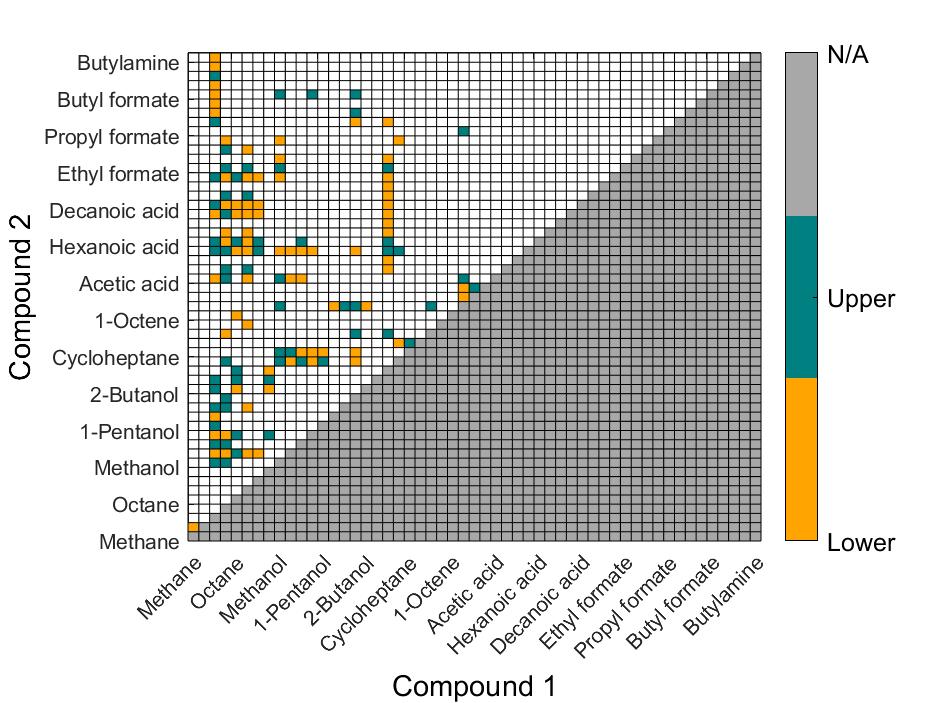 Butylamine
Butyl formate
Propyl formate
Ethyl formate
Decanoic acid
Hexanoic acid
Acetic acid
1-Octene
Cycloheptane
2-Butanol
1-Pentanol
Methanol
Octane
Methane
Compound 2
Methane
Octane
Methanol
1-Pentanol
2-Butanol
Cycloheptane
1-Octene
Acetic acid
Hexanoic acid
Decanoic acid
Ethyl formate
Propyl formate
Butyl formate
Butylamine
Compound 1
N/A
Upper
Lower